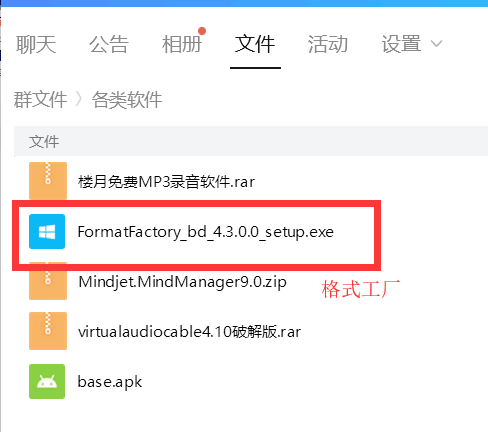 聊天 公告 相册 文件 活动 设置
群文件 〉各类软件
文件
楼月免费MP3录音软件.rar
FormatFactory_bd_4.3.0.0_setup.exe
Mindjet.MindManager9.0.zip
格式工厂
virtualaudiocable4.10破解版.rar
base.apk